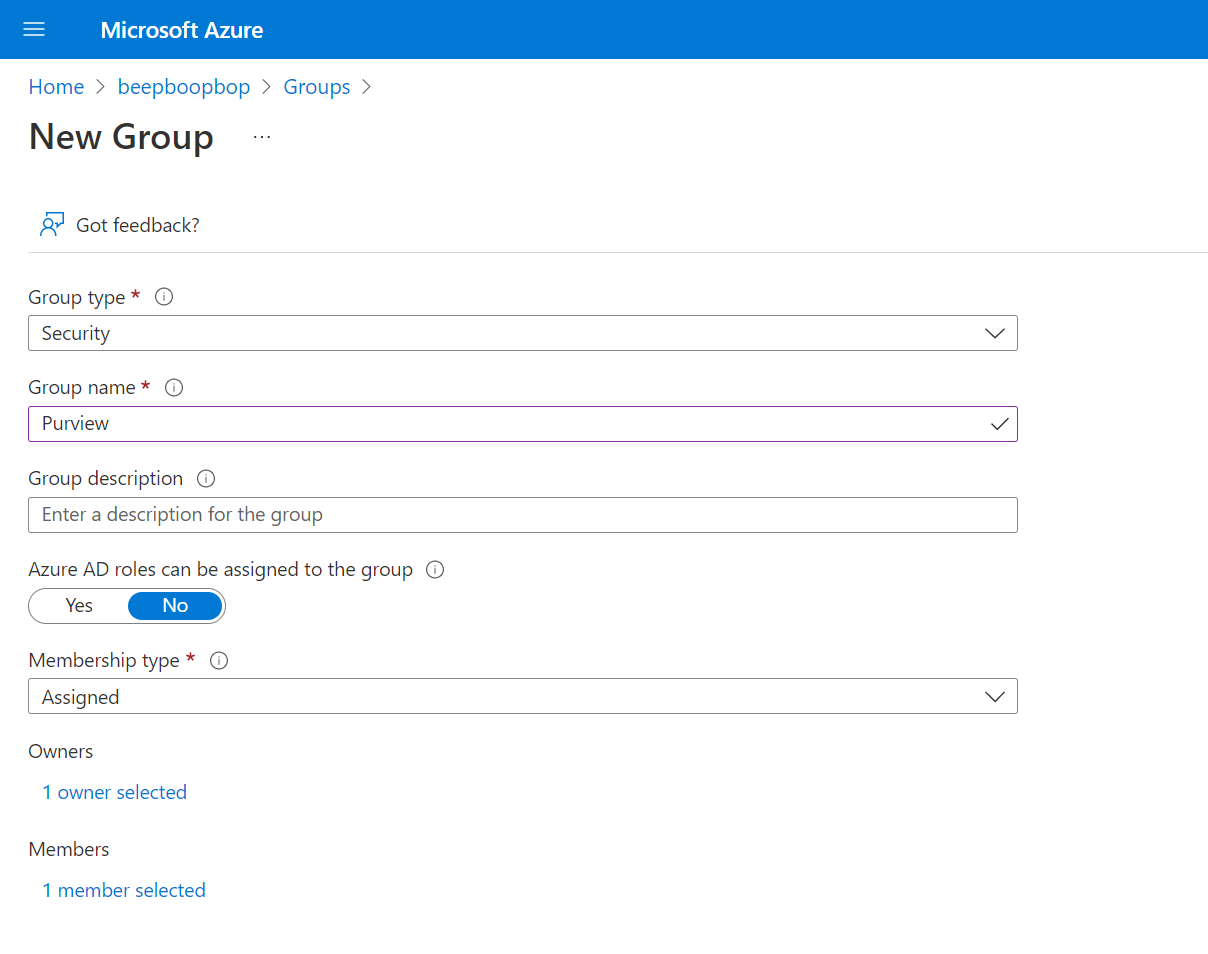 Microsoft Azure
Home > beepboopbop > Groups >
New Group ...
Got feedback?
Group type *
Security
Group name *
Purview
Group description
Enter a description for the group
Azure AD roles can be assigned to the group
Yes No
Membership type *
Assigned
Owners
1 owner selected
Members
1 member selected